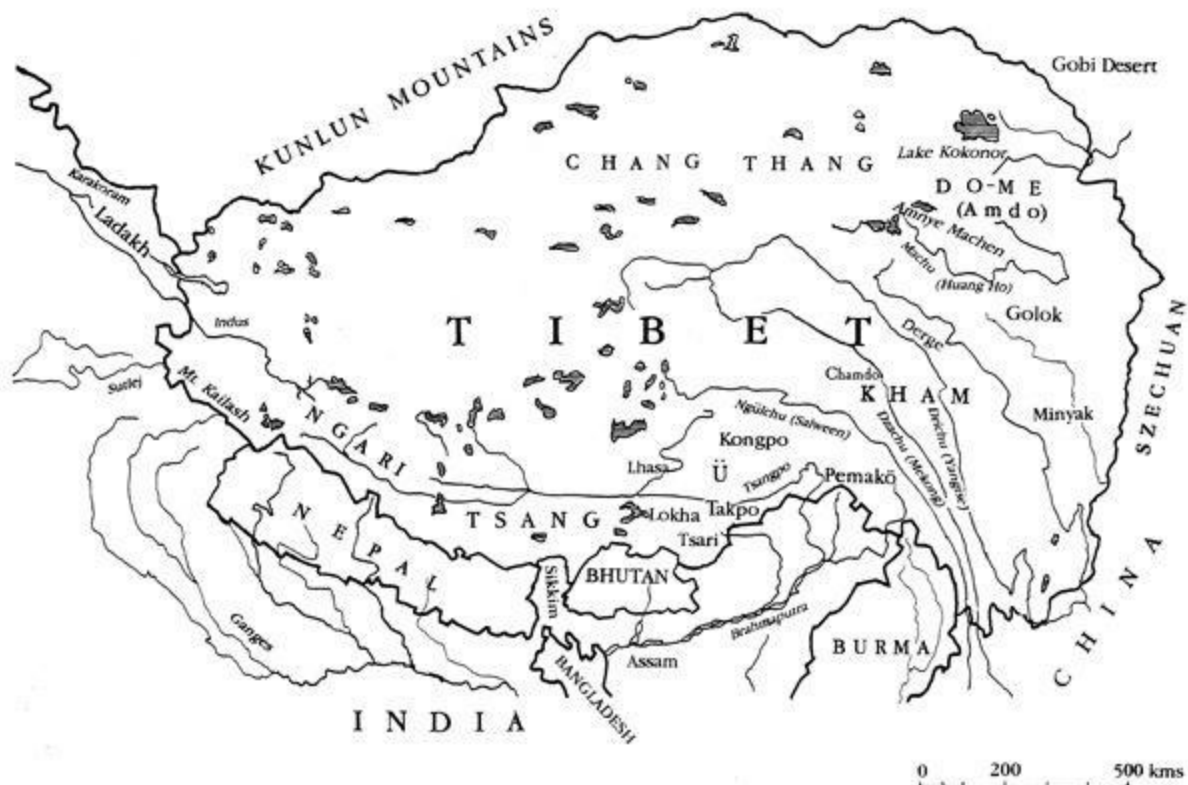 Gobi Desert
KUNLUN MOUNTAINS
Lake Kokonor
CHANG THANG
Karakoram
DO-ME
(Amdo)
Ladakh
Amnye Machen
Machu
(Huang Ho)
Golok
Indus
TIBET
Derge
SZECHUAN
Sutlej
Mt. Kailash
Chamdo
KHAM
NGARI
Ngülchu (Salween)
Dzachu (Mekong)
Drichu (Yangtse)
Minyak
Kongpo
Lhasa
Ü
Tsangpo
Pemakö
TSANG
Lokha
Takpo
NEPAL
Tsari
Sikkim
BHUTAN
CHINA
Ganges
Brahmaputra
BURMA
Assam
BANGLADESH
INDIA
0 200 500 kms